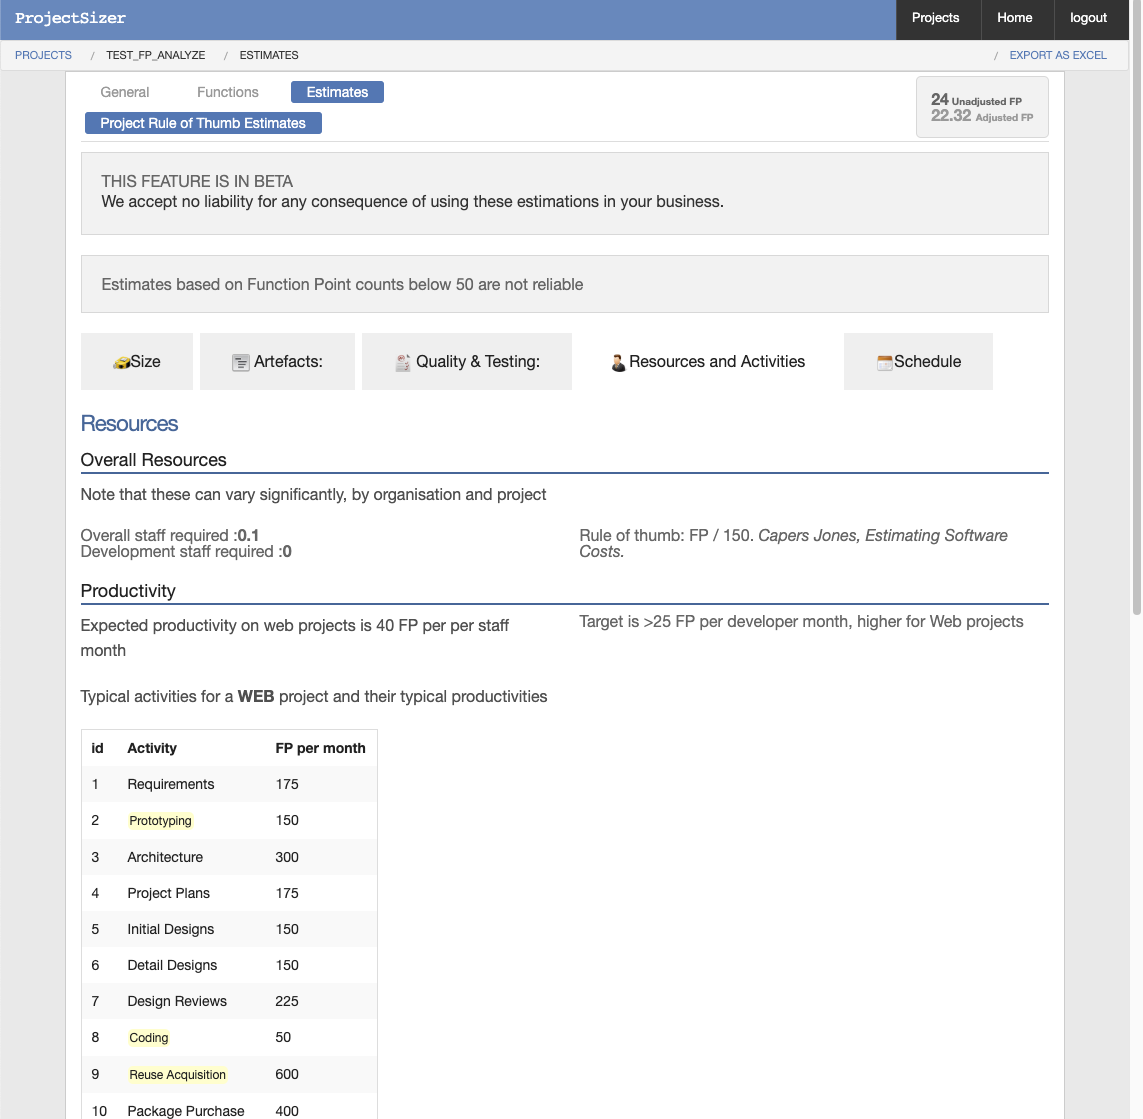 ProjectSizer
Projects Home logout
PROJECTS / TEST_FP_ANALYZE / ESTIMATES / EXPORT AS EXCEL
General Functions Estimates
Project Rule of Thumb Estimates
24 Unadjusted FP
22.32 Adjusted FP
THIS FEATURE IS IN BETA
We accept no liability for any consequence of using these estimations in your business.
Estimates based on Function Point counts below 50 are not reliable
Size Artefacts: Quality & Testing: Resources and Activities Schedule
Resources
Overall Resources
Note that these can vary significantly, by organisation and project
Overall staff required :0.1
Development staff required :0
Rule of thumb: FP / 150. Capers Jones, Estimating Software
Costs.
Productivity
Expected productivity on web projects is 40 FP per per staff
month
Target is >25 FP per developer month, higher for Web projects
Typical activities for a WEB project and their typical productivities
id Activity FP per month
1 Requirements 175
2 Prototyping 150
3 Architecture 300
4 Project Plans 175
5 Initial Designs 150
6 Detail Designs 150
7 Design Reviews 225
8 Coding 50
9 Reuse Acquisition 600
10 Package Purchase 400